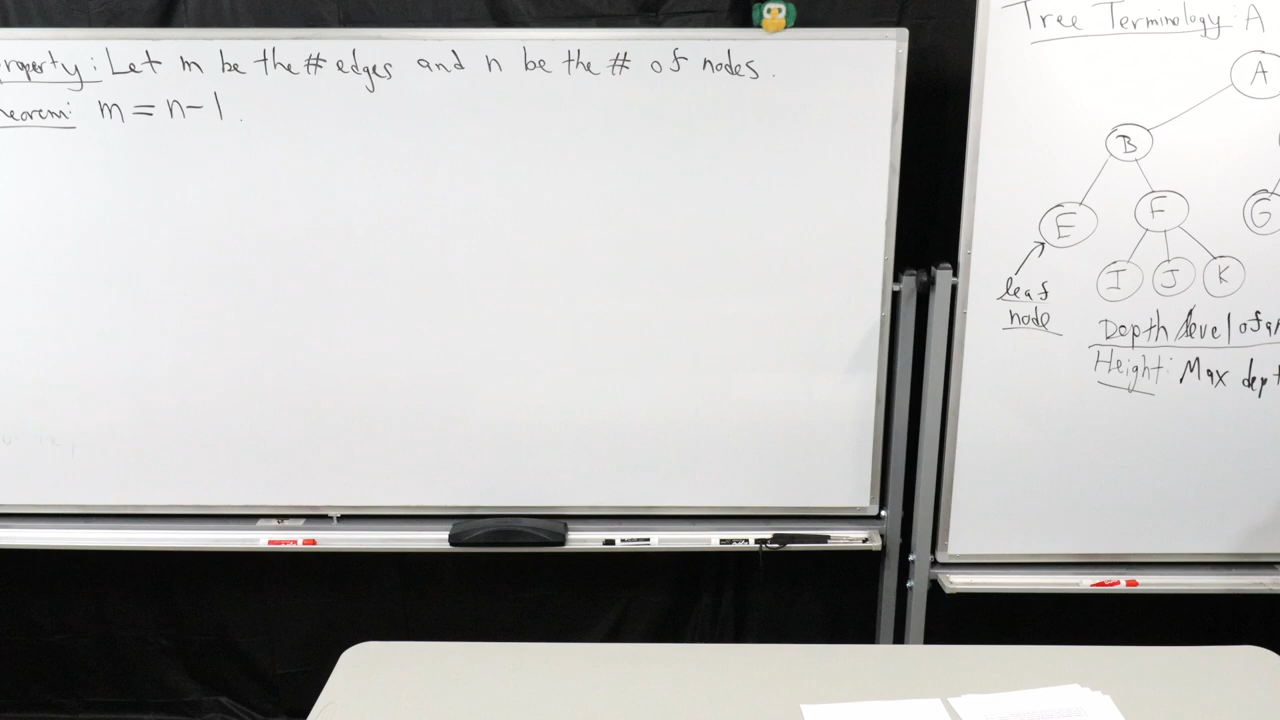 roperty: Let m be the # edges and n be the # of nodes.
heorem: m = n-1.
Tree Terminology: A
A
B
E
F
G
I
J
K
leaf
node
Depth/level of an
Height: Max dept